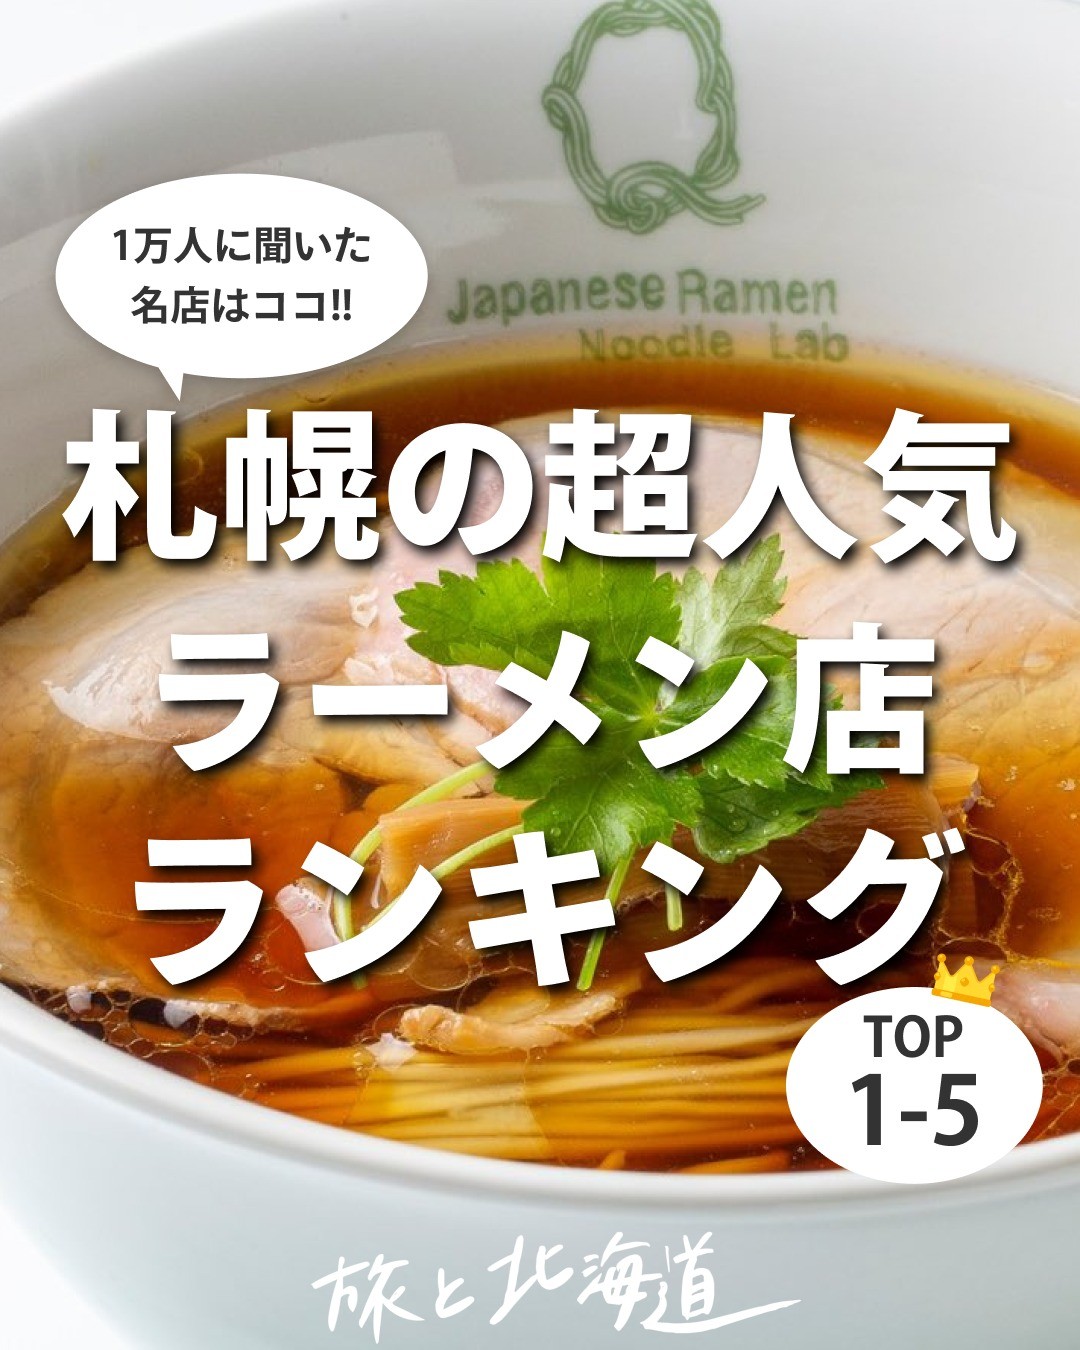 Q
Japanese Ramen
Noodle Lab
1万人に聞いた
名店はココ!!
札幌の超人気
ラーメン店
ランキング
TOP
1-5
旅と北海道